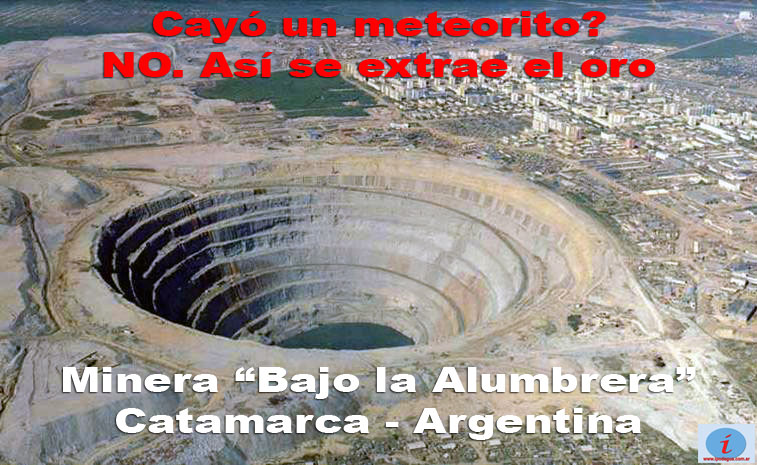 Cayó un meteorito?
NO. Así se extrae el oro
Minera “Bajo la Alumbrera”
Catamarca - Argentina
i